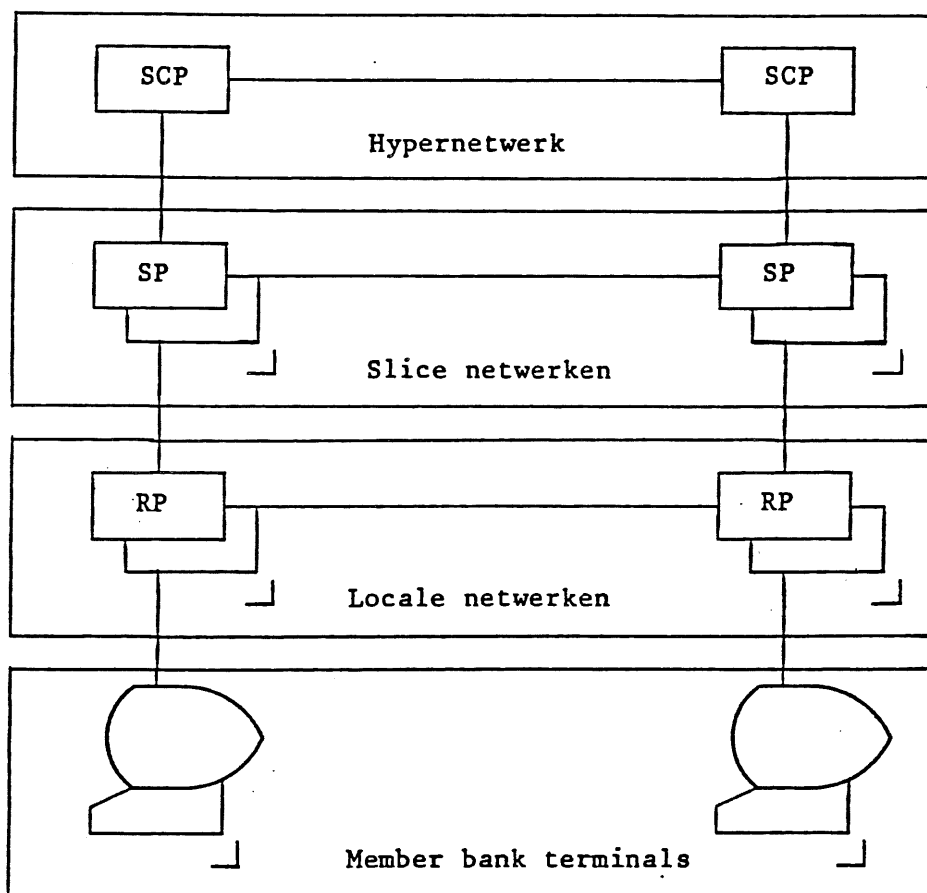 SCP SCP
Hypernetwerk
SP SP
Slice netwerken
RP RP
Locale netwerken
Member bank terminals